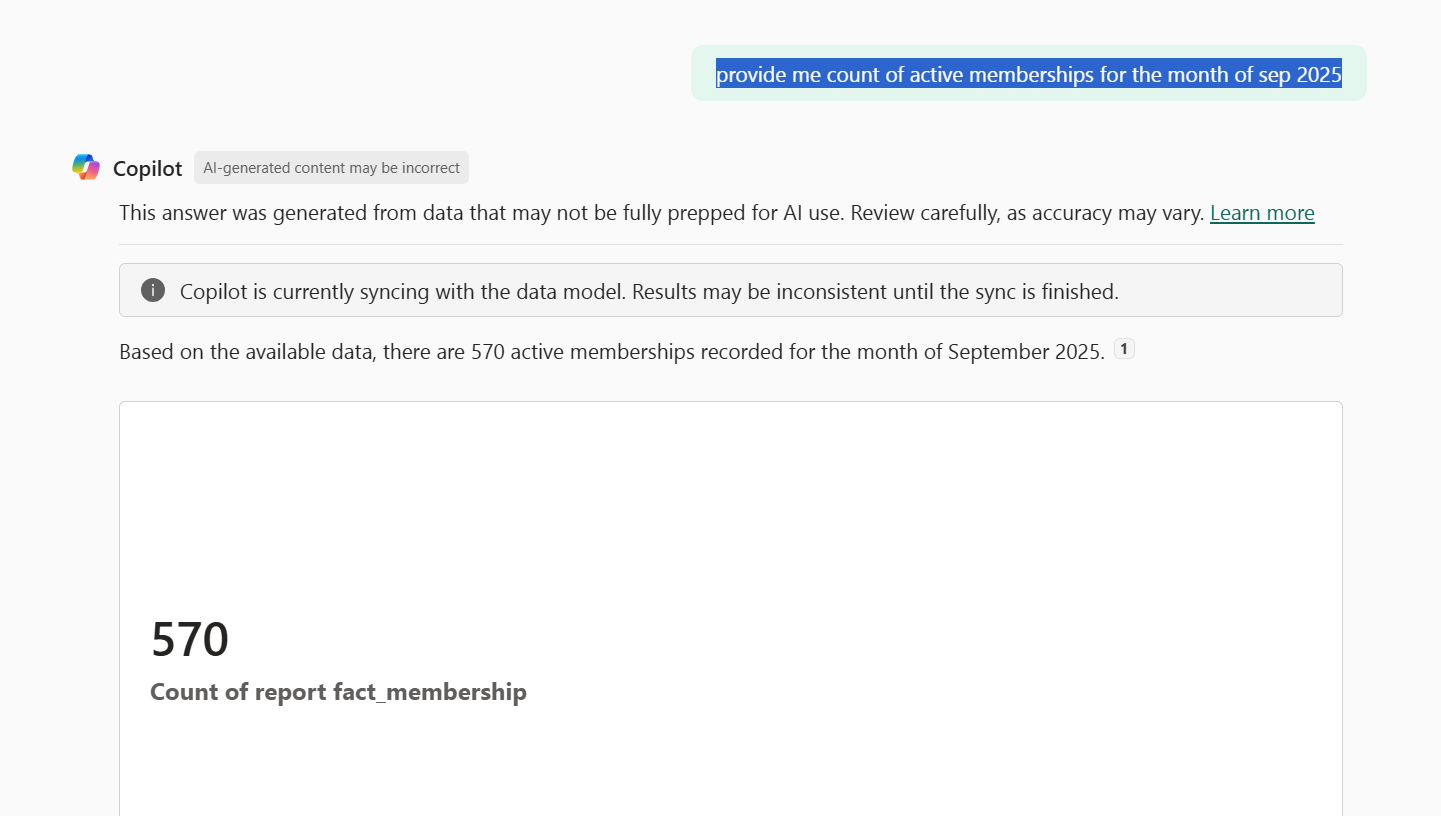 provide me count of active memberships for the month of sep 2025
Copilot AI-generated content may be incorrect
This answer was generated from data that may not be fully prepped for AI use. Review carefully, as accuracy may vary. Learn more
i Copilot is currently syncing with the data model. Results may be inconsistent until the sync is finished.
Based on the available data, there are 570 active memberships recorded for the month of September 2025. 1
570
Count of report fact_membership